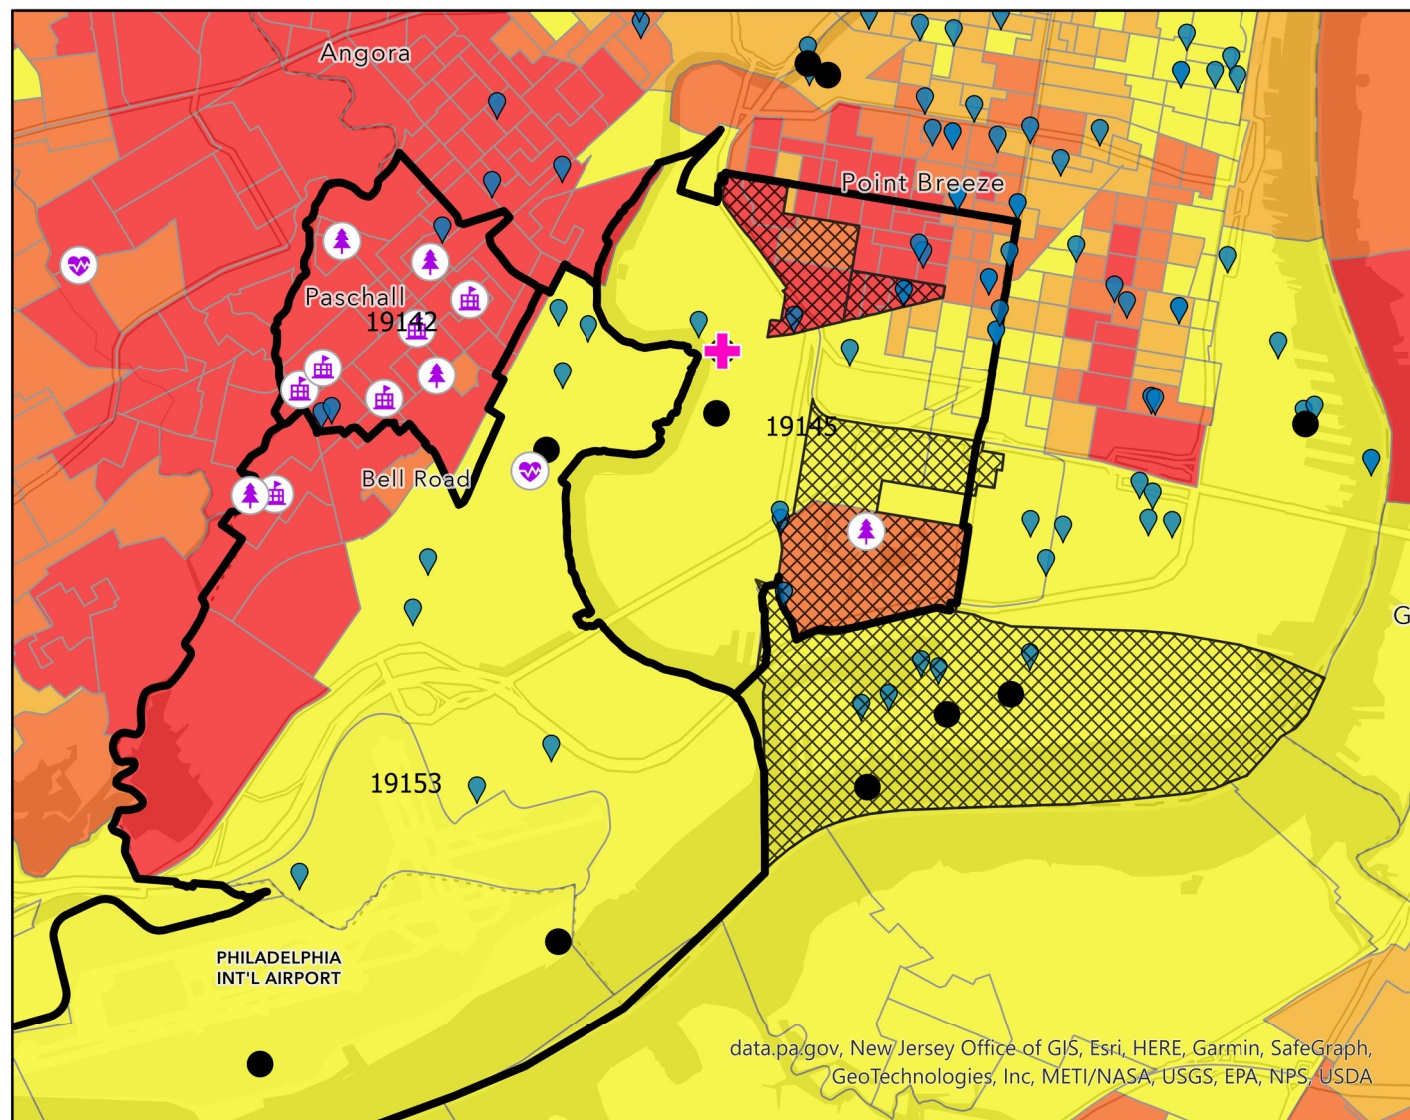 Angora
Point Breeze
Paschall
19142
19145
Bell Road
G
19153
PHILADELPHIA
INT'L AIRPORT
data.pa.gov, New Jersey Office of GIS, Esri, HERE, Garmin, SafeGraph,
GeoTechnologies, Inc, METI/NASA, USGS, EPA, NPS, USDA